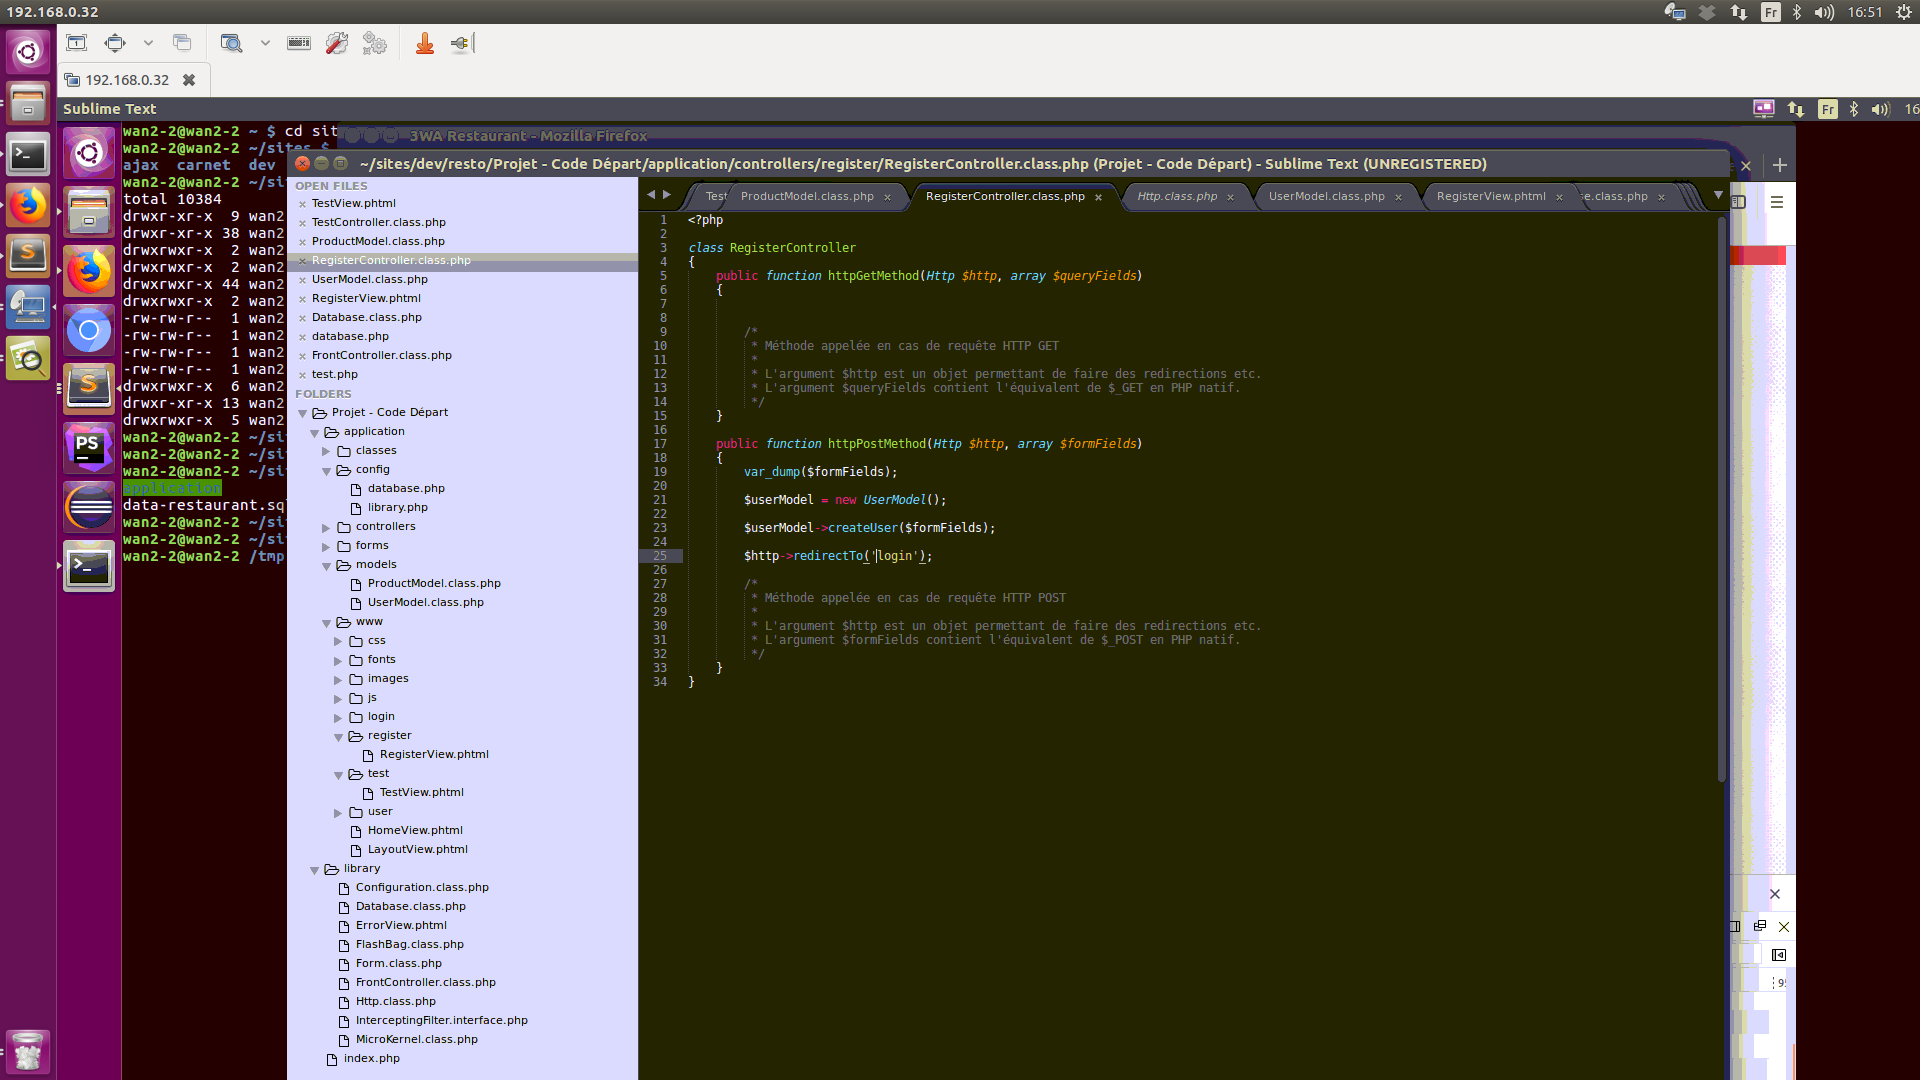 192.168.0.32
Fr
16:51
192.168.0.32
Sublime Text
Fr
16
wan2-2@wan2-2 ~ $ cd sit
wan2-2@wan2-2 ~/sites $
ajax carnet dev
wan2-2@wan2-2 ~/si
total 10384
drwxr-xr-x 9 wan2
drwxr-xr-x 38 wan2
drwxrwxr-x 2 wan2
drwxrwxr-x 2 wan2
drwxrwxr-x 44 wan2
drwxrwxrwx 2 wan2
-rw-rw-r-- 1 wan2
-rw-rw-r-- 1 wan2
-rw-rw-r-- 1 wan2
-rw-rw-r-- 1 wan2
drwxrwxr-x 6 wan2
drwxr-xr-x 13 wan2
drwxrwxr-x 5 wan2
wan2-2@wan2-2 ~/si
wan2-2@wan2-2 ~/si
wan2-2@wan2-2 ~/si
application
data-restaurant.sq
wan2-2@wan2-2 ~/si
wan2-2@wan2-2 ~/si
wan2-2@wan2-2 /tmp
PS
3WA Restaurant - Mozilla Firefox
~/sites/dev/resto/Projet - Code Départ/application/controllers/register/RegisterController.class.php (Projet - Code Départ) - Sublime Text (UNREGISTERED)
OPEN FILES
TestView.phtml
TestController.class.php
ProductModel.class.php
RegisterController.class.php
UserModel.class.php
RegisterView.phtml
Database.class.php
database.php
FrontController.class.php
test.php
FOLDERS
Projet - Code Départ
application
classes
config
database.php
library.php
controllers
forms
models
ProductModel.class.php
UserModel.class.php
www
css
fonts
images
js
login
register
RegisterView.phtml
test
TestView.phtml
user
HomeView.phtml
LayoutView.phtml
library
Configuration.class.php
Database.class.php
ErrorView.phtml
FlashBag.class.php
Form.class.php
FrontController.class.php
Http.class.php
InterceptingFilter.interface.php
MicroKernel.class.php
index.php
Test ProductModel.class.php RegisterController.class.php Http.class.php UserModel.class.php RegisterView.phtml e.class.php
1 <?php
2
3 class RegisterController
4 {
5 public function httpGetMethod(Http $http, array $queryFields)
6 {
7
8
9 /*
10 * Méthode appelée en cas de requête HTTP GET
11 *
12 * L'argument $http est un objet permettant de faire des redirections etc.
13 * L'argument $queryFields contient l'équivalent de $_GET en PHP natif.
14 */
15 }
16
17 public function httpPostMethod(Http $http, array $formFields)
18 {
19 var_dump($formFields);
20
21 $userModel = new UserModel();
22
23 $userModel->createUser($formFields);
24
25 $http->redirectTo('login');
26
27 /*
28 * Méthode appelée en cas de requête HTTP POST
29 *
30 * L'argument $http est un objet permettant de faire des redirections etc.
31 * L'argument $formFields contient l'équivalent de $_POST en PHP natif.
32 */
33 }
34 }